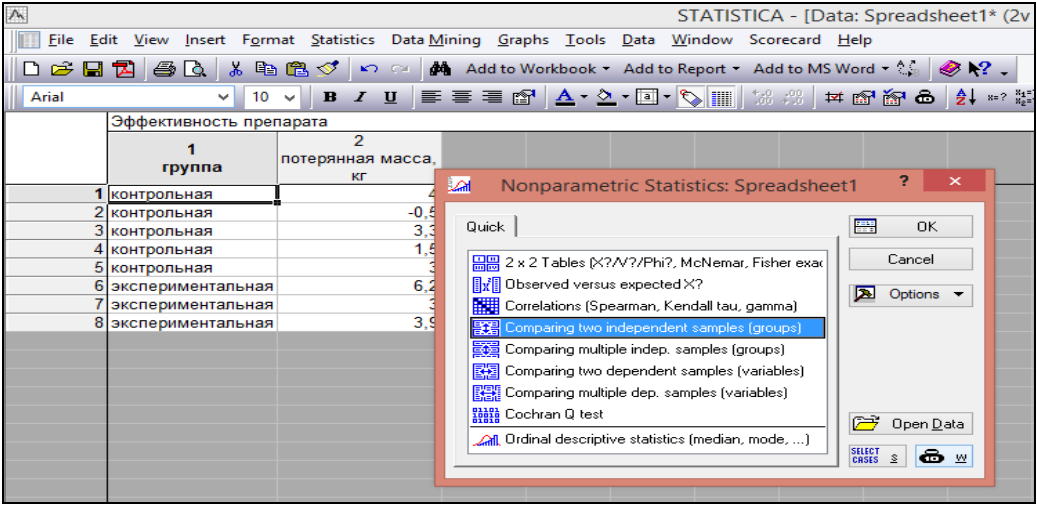 STATISTICA - [Data: Spreadsheet1* (2v
File Edit View Insert Format Statistics Data Mining Graphs Tools Data Window Scorecard Help
Add to Workbook Add to Report Add to MS Word
Arial 10 B I U A
Эффективность препарата
1 группа
2 потерянная масса, кг
1 контрольная 4
2 контрольная -0,5
3 контрольная 3,3
4 контрольная 1,5
5 контрольная 3
6 экспериментальная 6,2
7 экспериментальная 3
8 экспериментальная 3,9
Nonparametric Statistics: Spreadsheet1 ? ×
Quick
2 x 2 Tables (X?/V?/Phi?, McNemar, Fisher exac
Observed versus expected X?
Correlations (Spearman, Kendall tau, gamma)
Comparing two independent samples (groups)
Comparing multiple indep. samples (groups)
Comparing two dependent samples (variables)
Comparing multiple dep. samples (variables)
Cochran Q test
Ordinal descriptive statistics (median, mode, ...)
OK
Cancel
Options
Open Data
SELECT CASES S W